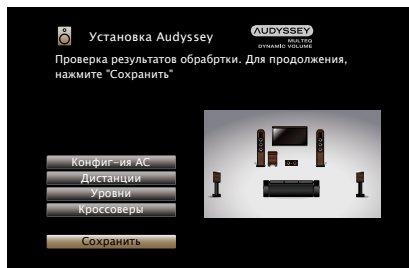 Установка Audyssey
AUDYSSEY
MULTEQ
DYNAMIC VOLUME
Проверка результатов обрабртки. Для продолжения,
нажмите "Сохранить"
Конфиг-ия АС
Дистанции
Уровни
Кроссоверы
Сохранить